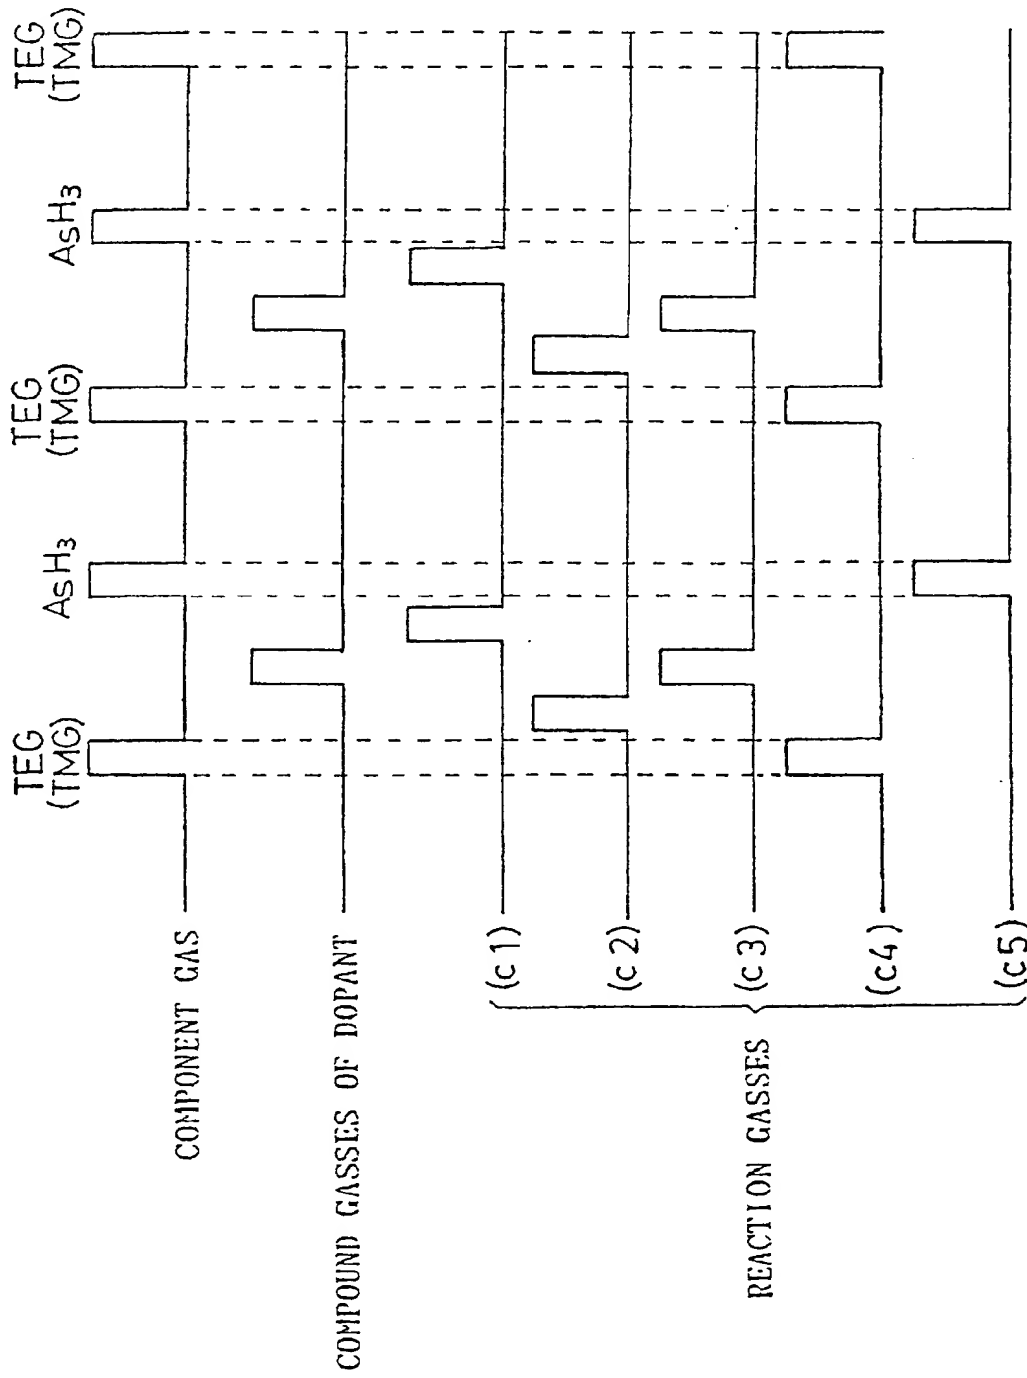 TEG
(TMG)
AsH3
TEG
(TMG)
AsH3
TEG
(TMG)
COMPONENT GAS
COMPOUND GASSES OF DOPANT
REACTION GASSES
(c1)
(c2)
(c3)
(c4)
(c5)